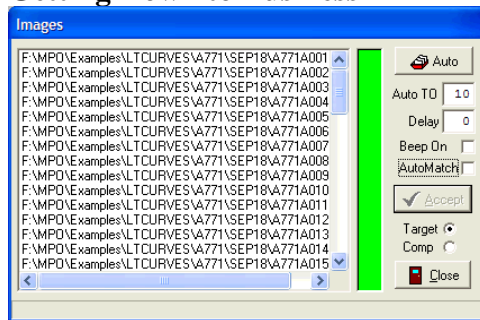 Images
F:\MPO\Examples\LTCURVES\A771\SEP18\A771A001
F:\MPO\Examples\LTCURVES\A771\SEP18\A771A002
F:\MPO\Examples\LTCURVES\A771\SEP18\A771A003
F:\MPO\Examples\LTCURVES\A771\SEP18\A771A004
F:\MPO\Examples\LTCURVES\A771\SEP18\A771A005
F:\MPO\Examples\LTCURVES\A771\SEP18\A771A006
F:\MPO\Examples\LTCURVES\A771\SEP18\A771A007
F:\MPO\Examples\LTCURVES\A771\SEP18\A771A008
F:\MPO\Examples\LTCURVES\A771\SEP18\A771A009
F:\MPO\Examples\LTCURVES\A771\SEP18\A771A010
F:\MPO\Examples\LTCURVES\A771\SEP18\A771A011
F:\MPO\Examples\LTCURVES\A771\SEP18\A771A012
F:\MPO\Examples\LTCURVES\A771\SEP18\A771A013
F:\MPO\Examples\LTCURVES\A771\SEP18\A771A014
F:\MPO\Examples\LTCURVES\A771\SEP18\A771A015
Auto
Auto TO 10
Delay 0
Beep On
AutoMatch
Accept
Target
Comp
Close